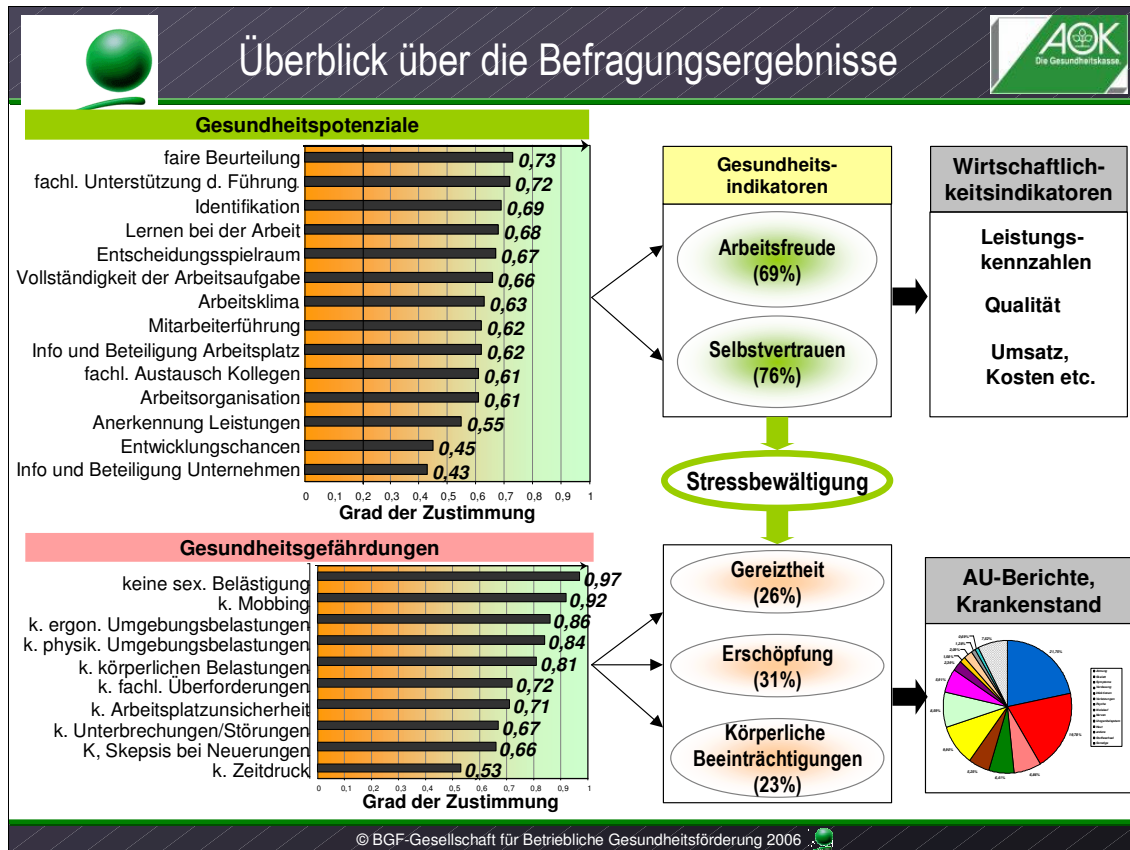 Überblick über die Befragungsergebnisse
AOK
Die Gesundheitskasse.
Gesundheitspotenziale
faire Beurteilung 0,73
fachl. Unterstützung d. Führung. 0,72
Identifikation 0,69
Lernen bei der Arbeit 0,68
Entscheidungsspielraum 0,67
Vollständigkeit der Arbeitsaufgabe 0,66
Arbeitsklima 0,63
Mitarbeiterführung 0,62
Info und Beteiligung Arbeitsplatz 0,62
fachl. Austausch Kollegen 0,61
Arbeitsorganisation 0,61
Anerkennung Leistungen 0,55
Entwicklungschancen 0,45
Info und Beteiligung Unternehmen 0,43
0 0,1 0,2 0,3 0,4 0,5 0,6 0,7 0,8 0,9 1
Grad der Zustimmung
Gesundheits-
indikatoren
Arbeitsfreude
(69%)
Selbstvertrauen
(76%)
Wirtschaftlich-
keitsindikatoren
Leistungs-
kennzahlen
Qualität
Umsatz,
Kosten etc.
Stressbewältigung
Gesundheitsgefährdungen
keine sex. Belästigung 0,97
k. Mobbing 0,92
k. ergon. Umgebungsbelastungen 0,86
k. physik. Umgebungsbelastungen 0,84
k. körperlichen Belastungen 0,81
k. fachl. Überforderungen 0,72
k. Arbeitsplatzunsicherheit 0,71
k. Unterbrechungen/Störungen 0,67
K, Skepsis bei Neuerungen 0,66
k. Zeitdruck 0,53
0 0,1 0,2 0,3 0,4 0,5 0,6 0,7 0,8 0,9 1
Grad der Zustimmung
Gereiztheit
(26%)
Erschöpfung
(31%)
Körperliche
Beeinträchtigungen
(23%)
AU-Berichte,
Krankenstand
© BGF-Gesellschaft für Betriebliche Gesundheitsförderung 2006